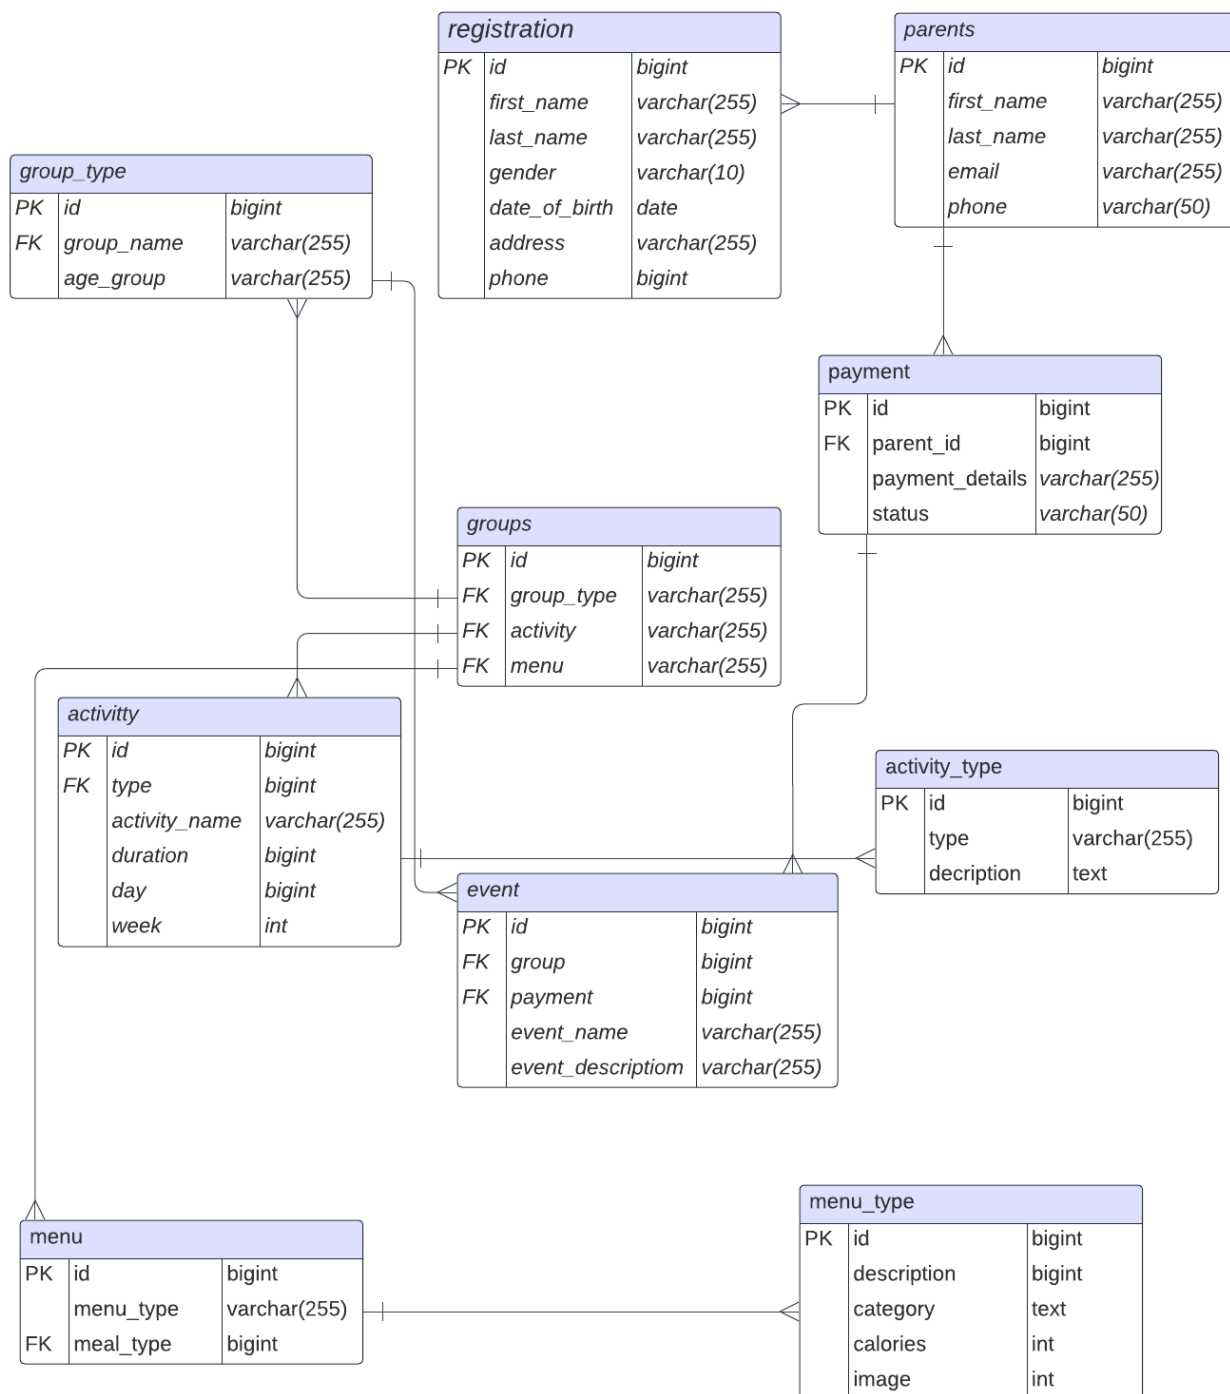 registration
PK id bigint
first_name varchar(255)
last_name varchar(255)
gender varchar(10)
date_of_birth date
address varchar(255)
phone bigint
parents
PK id bigint
first_name varchar(255)
last_name varchar(255)
email varchar(255)
phone varchar(50)
group_type
PK id bigint
FK group_name varchar(255)
age_group varchar(255)
payment
PK id bigint
FK parent_id bigint
payment_details varchar(255)
status varchar(50)
groups
PK id bigint
FK group_type varchar(255)
FK activity varchar(255)
FK menu varchar(255)
activitty
PK id bigint
FK type bigint
activity_name varchar(255)
duration bigint
day bigint
week int
activity_type
PK id bigint
type varchar(255)
decription text
event
PK id bigint
FK group bigint
FK payment bigint
event_name varchar(255)
event_descriptiom varchar(255)
menu
PK id bigint
menu_type varchar(255)
FK meal_type bigint
menu_type
PK id bigint
description bigint
category text
calories int
image int